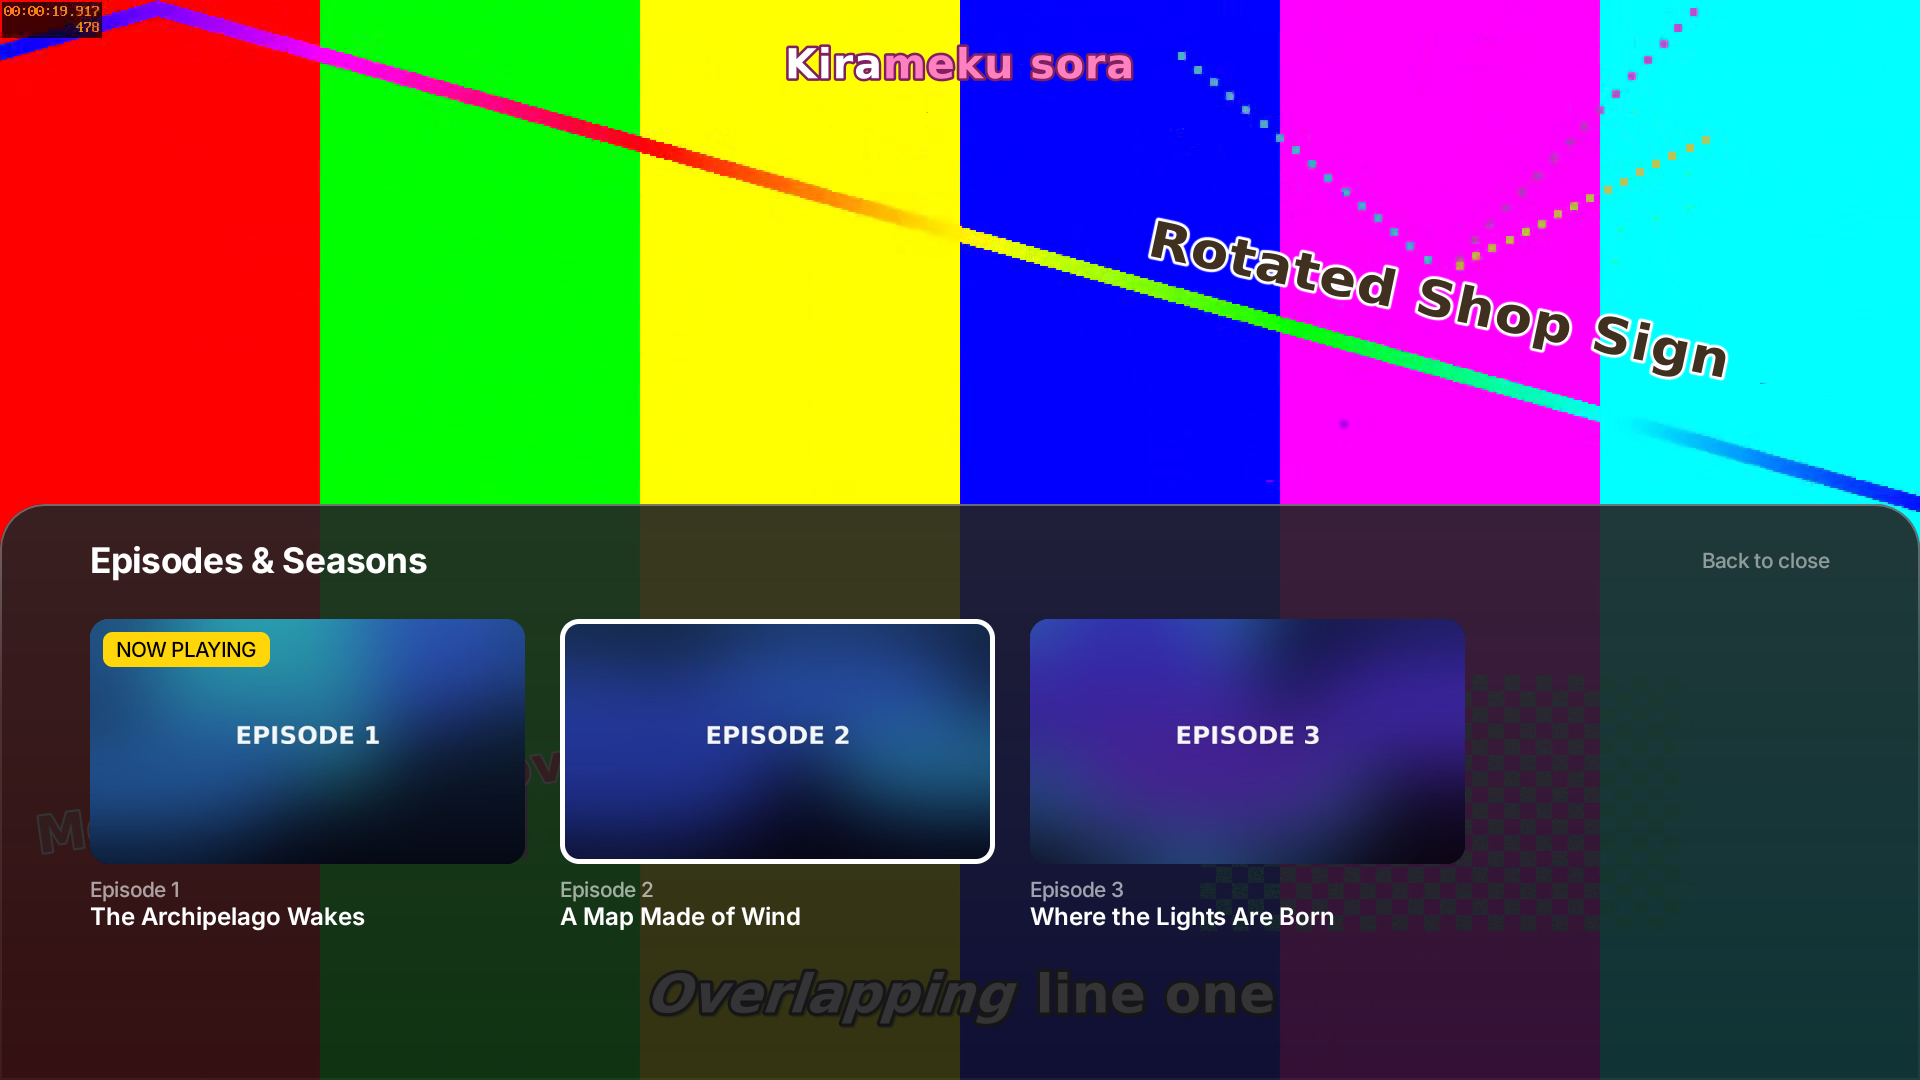 00:00:19.917
478
Kirameku sora
Rotated Shop Sign
Episodes & Seasons
Back to close
NOW PLAYING
EPISODE 1
EPISODE 2
EPISODE 3
Episode 1
The Archipelago Wakes
Episode 2
A Map Made of Wind
Episode 3
Where the Lights Are Born
Overlapping line one